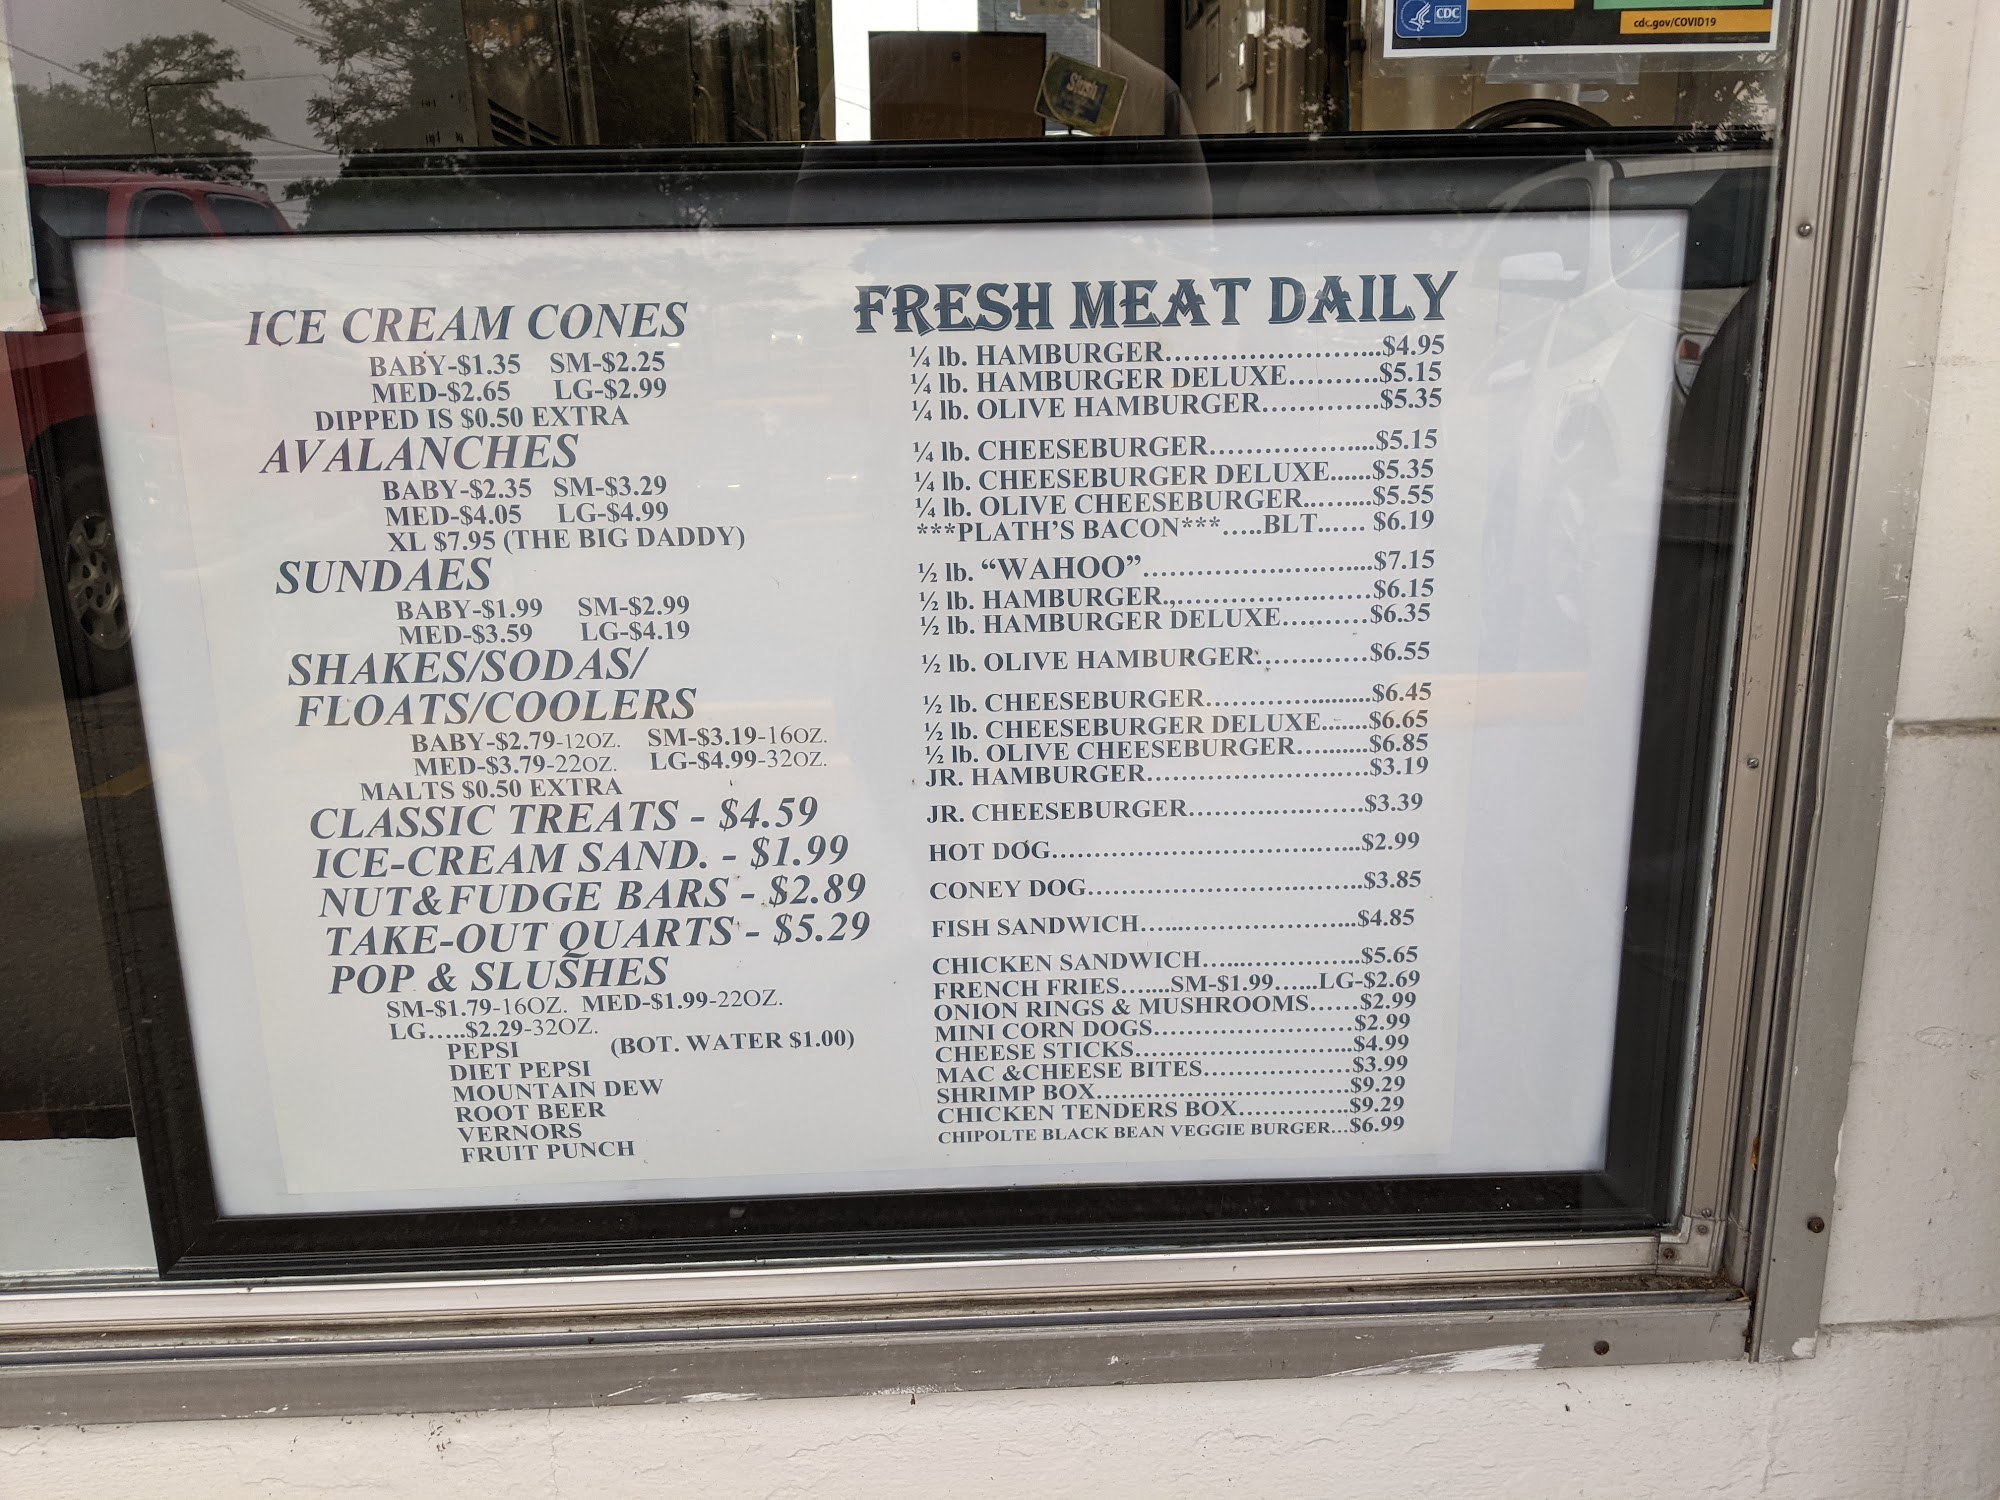 CDC
cdc.gov/COVID19
Slush
ICE CREAM CONES
BABY-$1.35 SM-$2.25
MED-$2.65 LG-$2.99
DIPPED IS $0.50 EXTRA
AVALANCHES
BABY-$2.35 SM-$3.29
MED-$4.05 LG-$4.99
XL $7.95 (THE BIG DADDY)
SUNDAES
BABY-$1.99 SM-$2.99
MED-$3.59 LG-$4.19
SHAKES/SODAS/
FLOATS/COOLERS
BABY-$2.79-12OZ. SM-$3.19-16OZ.
MED-$3.79-22OZ. LG-$4.99-32OZ.
MALTS $0.50 EXTRA
CLASSIC TREATS - $4.59
ICE-CREAM SAND. - $1.99
NUT&FUDGE BARS - $2.89
TAKE-OUT QUARTS - $5.29
POP & SLUSHES
SM-$1.79-16OZ. MED-$1.99-22OZ.
LG.....$2.29-32OZ.
PEPSI (BOT. WATER $1.00)
DIET PEPSI
MOUNTAIN DEW
ROOT BEER
VERNORS
FRUIT PUNCH
FRESH MEAT DAILY
¼ lb. HAMBURGER.........................$4.95
¼ lb. HAMBURGER DELUXE...........$5.15
¼ lb. OLIVE HAMBURGER..............$5.35
¼ lb. CHEESEBURGER....................$5.15
¼ lb. CHEESEBURGER DELUXE......$5.35
¼ lb. OLIVE CHEESEBURGER.........$5.55
***PLATH'S BACON***.....BLT...... $6.19
½ lb. “WAHOO”............................$7.15
½ lb. HAMBURGER.,.......................$6.15
½ lb. HAMBURGER DELUXE..........$6.35
½ lb. OLIVE HAMBURGER..............$6.55
½ lb. CHEESEBURGER....................$6.45
½ lb. CHEESEBURGER DELUXE......$6.65
½ lb. OLIVE CHEESEBURGER.........$6.85
JR. HAMBURGER..........................$3.19
JR. CHEESEBURGER.....................$3.39
HOT DOG.....................................$2.99
CONEY DOG.................................$3.85
FISH SANDWICH..........................$4.85
CHICKEN SANDWICH...................$5.65
FRENCH FRIES.......SM-$1.99......LG-$2.69
ONION RINGS & MUSHROOMS......$2.99
MINI CORN DOGS........................$2.99
CHEESE STICKS..........................$4.99
MAC &CHEESE BITES..................$3.99
SHRIMP BOX...............................$9.29
CHICKEN TENDERS BOX..............$9.29
CHIPOLTE BLACK BEAN VEGGIE BURGER...$6.99